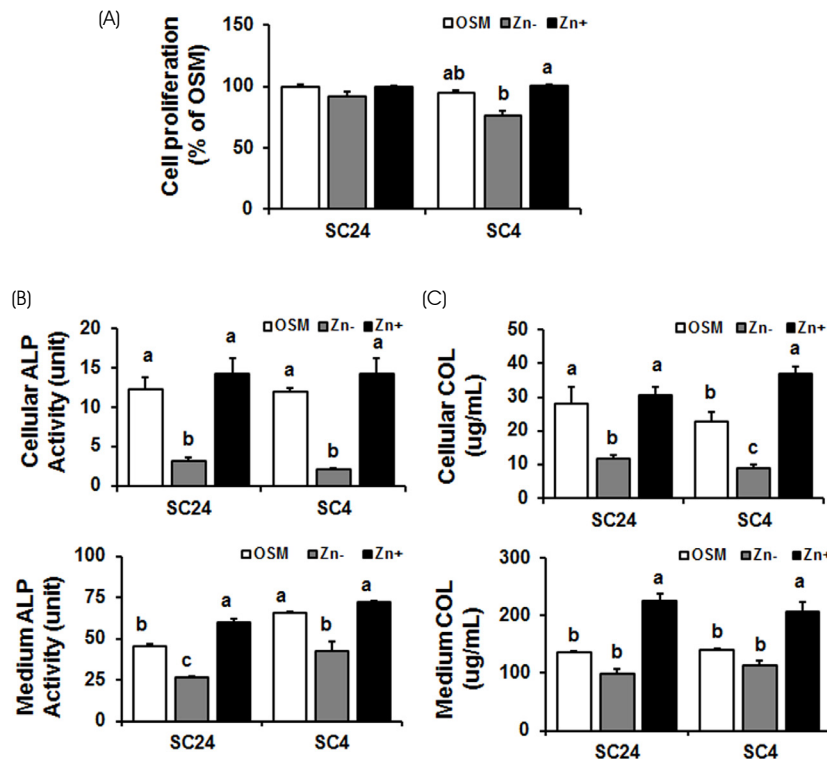 (A)
OSM Zn- Zn+
Cell proliferation
(% of OSM)
150
100
50
0
ab b a
SC24 SC4
(B)
OSM Zn- Zn+
Cellular ALP
Activity (unit)
20
15
10
5
0
a b a a b a
SC24 SC4
OSM Zn- Zn+
Medium ALP
Activity (unit)
100
75
50
25
0
b c a a b a
SC24 SC4
(C)
OSM Zn- Zn+
Cellular COL
(ug/mL)
50
40
30
20
10
0
a b a b c a
SC24 SC4
OSM Zn- Zn+
Medium COL
(ug/mL)
300
200
100
0
b b a b b a
SC24 SC4